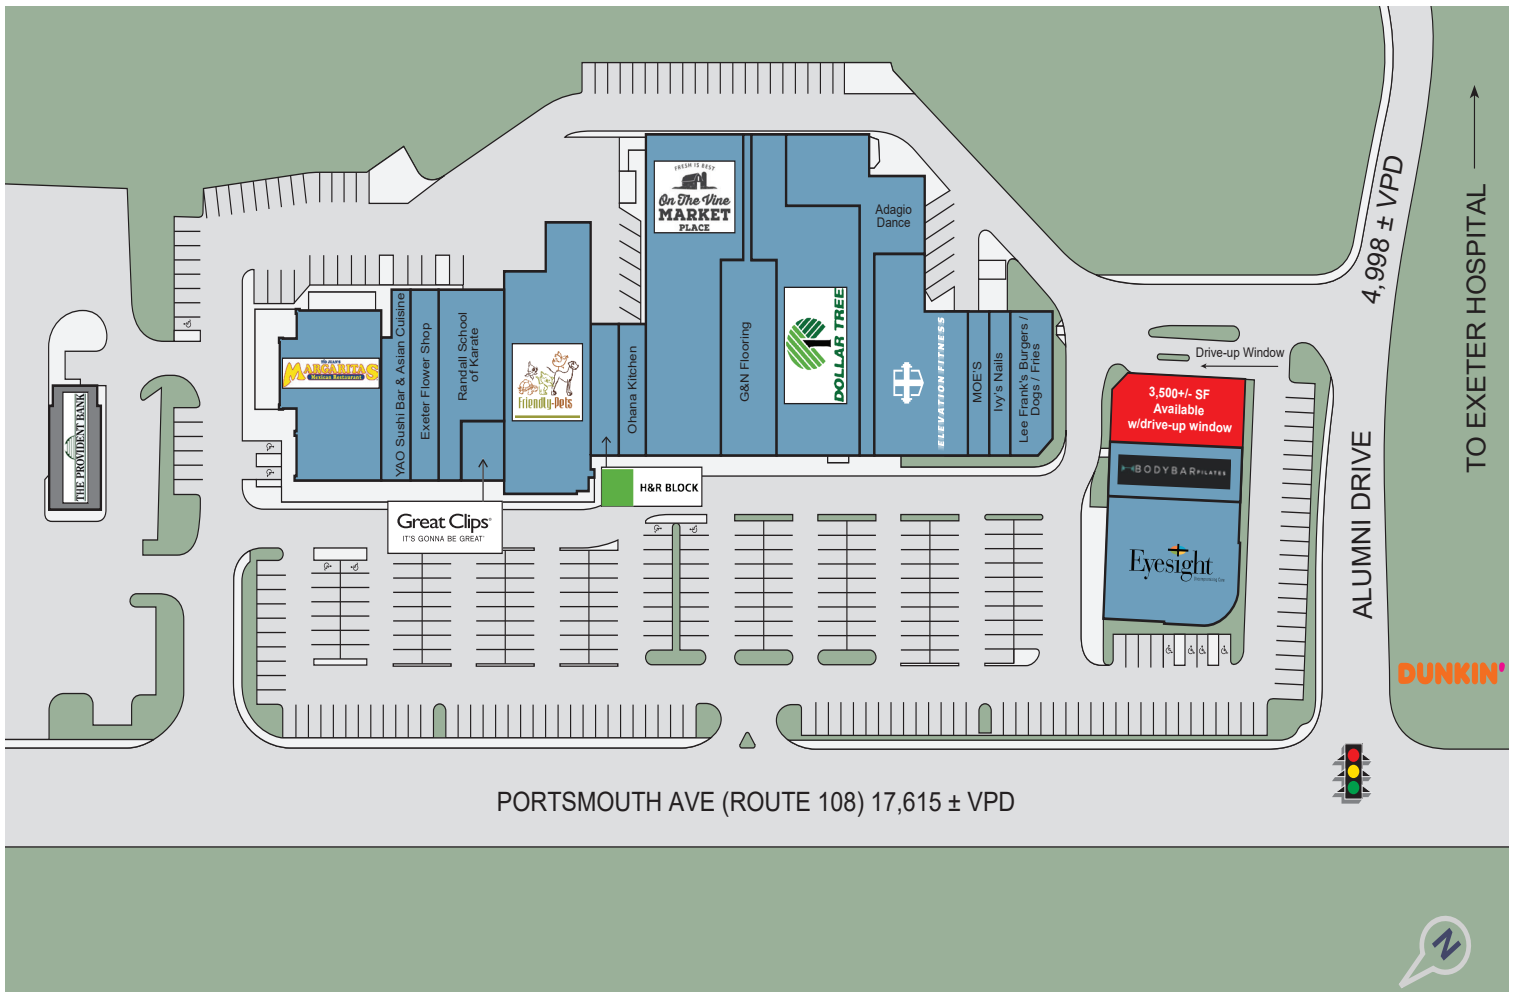 4,998 ± VPD
TO EXETER HOSPITAL
FRESH IS BEST
On The Vine
MARKET
PLACE
Adagio
Dance
MARGARITAS
Mexican Restaurant
YAO Sushi Bar & Asian Cuisine
Exeter Flower Shop
Randall School
of Karate
Friendly-Pets
Ohana Kitchen
G&N Flooring
DOLLAR TREE
ELEVATION FITNESS
MOE'S
Ivy's Nails
Lee Frank's Burgers /
Dogs / Fries
Drive-up Window
3,500+/- SF
Available
w/drive-up window
BODYBAR PILATES
Eyesight
THE PROVIDENT BANK
H&R BLOCK
Great Clips®
IT'S GONNA BE GREAT®
ALUMNI DRIVE
DUNKIN'
PORTSMOUTH AVE (ROUTE 108) 17,615 ± VPD
N